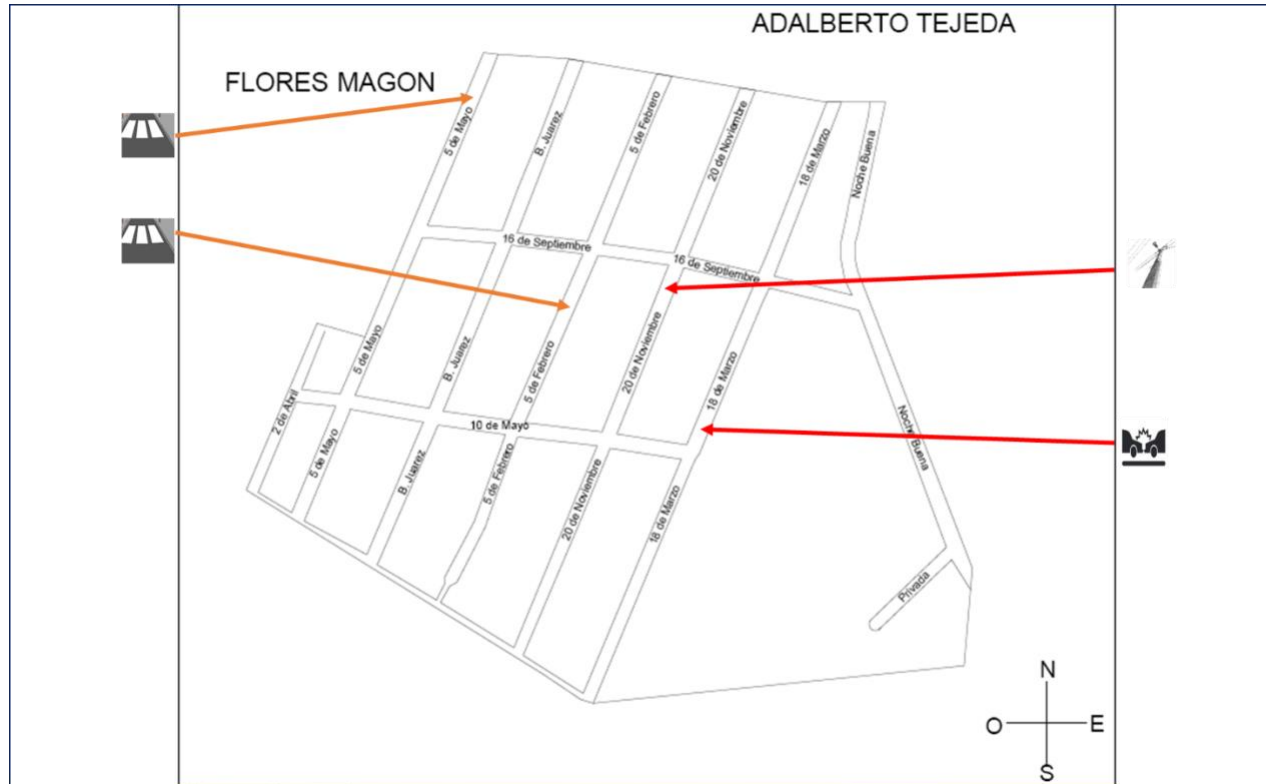 ADALBERTO TEJEDA
FLORES MAGON
5 de Mayo
B. Juarez
5 de Febrero
20 de Noviembre
18 de Marzo
Noche Buena
16 de Septiembre
16 de Septiembre
5 de Mayo
B. Juarez
5 de Febrero
20 de Noviembre
18 de Marzo
2 de Abril
10 de Mayo
Noche Buena
5 de Mayo
B. Juarez
5 de Febrero
20 de Noviembre
18 de Marzo
Privada
N
O E
S